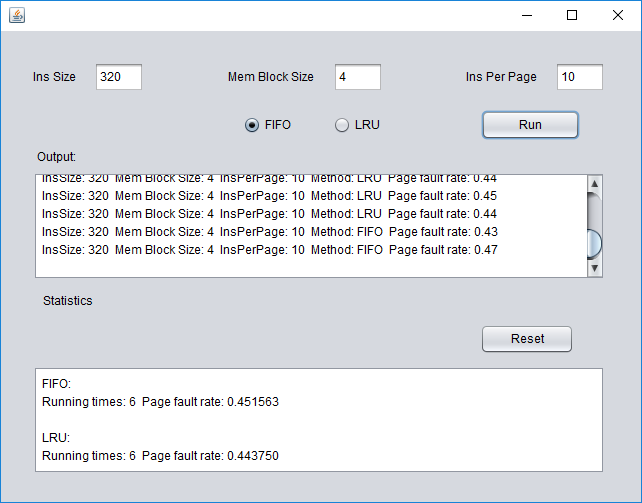 Ins Size 320 Mem Block Size 4 Ins Per Page 10
FIFO LRU Run
Output:
InsSize: 320 Mem Block Size: 4 InsPerPage: 10 Method: LRU Page fault rate: 0.44
InsSize: 320 Mem Block Size: 4 InsPerPage: 10 Method: LRU Page fault rate: 0.45
InsSize: 320 Mem Block Size: 4 InsPerPage: 10 Method: LRU Page fault rate: 0.44
InsSize: 320 Mem Block Size: 4 InsPerPage: 10 Method: FIFO Page fault rate: 0.43
InsSize: 320 Mem Block Size: 4 InsPerPage: 10 Method: FIFO Page fault rate: 0.47
Statistics
Reset
FIFO:
Running times: 6 Page fault rate: 0.451563
LRU:
Running times: 6 Page fault rate: 0.443750